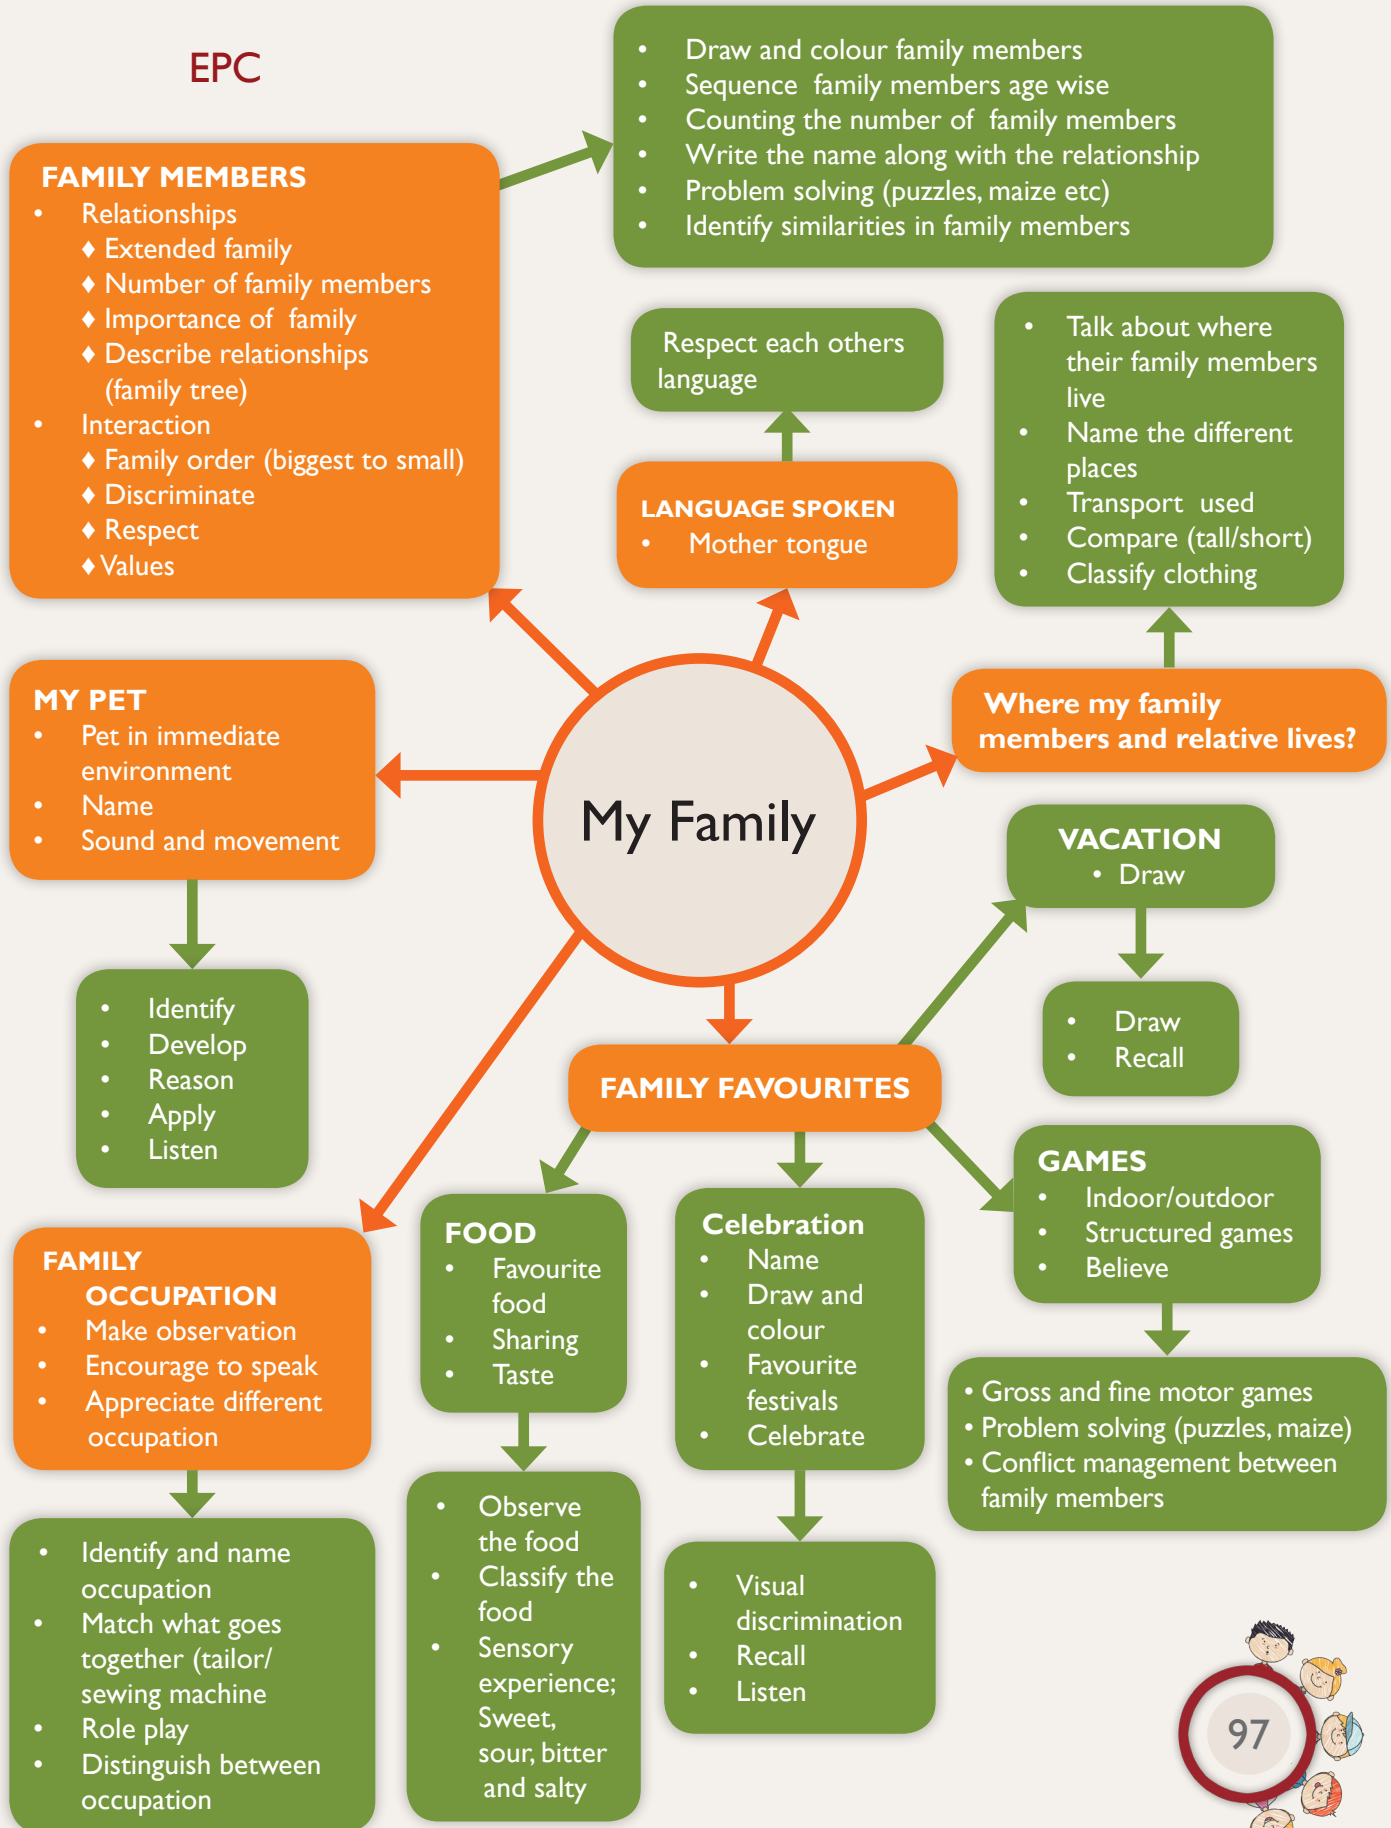 EPC
• Draw and colour family members
• Sequence family members age wise
• Counting the number of family members
• Write the name along with the relationship
• Problem solving (puzzles, maize etc)
• Identify similarities in family members
FAMILY MEMBERS
• Relationships
♦ Extended family
♦ Number of family members
♦ Importance of family
♦ Describe relationships
(family tree)
• Interaction
♦ Family order (biggest to small)
♦ Discriminate
♦ Respect
♦ Values
Respect each others
language
LANGUAGE SPOKEN
• Mother tongue
• Talk about where
their family members
live
• Name the different
places
• Transport used
• Compare (tall/short)
• Classify clothing
Where my family
members and relative lives?
MY PET
• Pet in immediate
environment
• Name
• Sound and movement
My Family
VACATION
• Draw
• Draw
• Recall
• Identify
• Develop
• Reason
• Apply
• Listen
FAMILY FAVOURITES
GAMES
• Indoor/outdoor
• Structured games
• Believe
FAMILY
OCCUPATION
• Make observation
• Encourage to speak
• Appreciate different
occupation
FOOD
• Favourite
food
• Sharing
• Taste
Celebration
• Name
• Draw and
colour
• Favourite
festivals
• Celebrate
• Gross and fine motor games
• Problem solving (puzzles, maize)
• Conflict management between
family members
• Identify and name
occupation
• Match what goes
together (tailor/
sewing machine
• Role play
• Distinguish between
occupation
• Observe
the food
• Classify the
food
• Sensory
experience;
Sweet,
sour, bitter
and salty
• Visual
discrimination
• Recall
• Listen
97